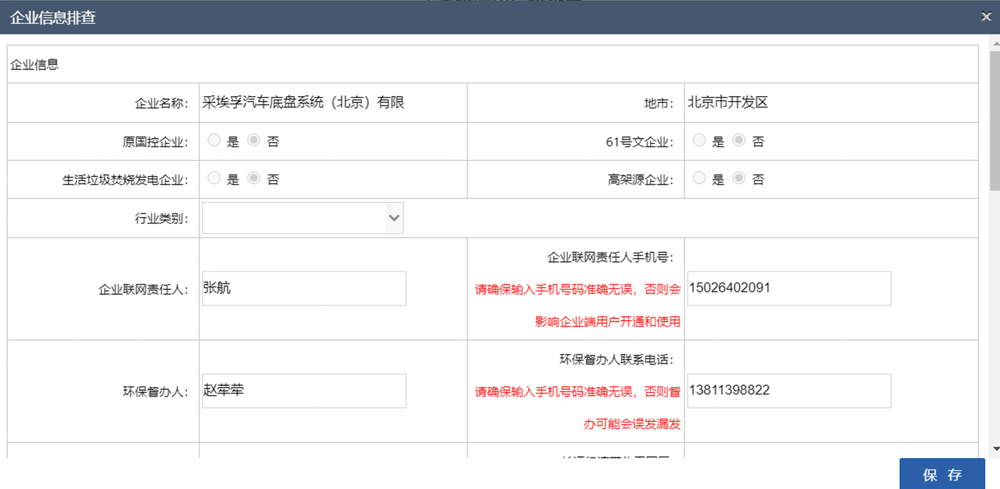 企业信息排查
企业信息
企业名称： 采埃孚汽车底盘系统（北京）有限 地市： 北京市开发区
原国控企业： 是 否 61号文企业： 是 否
生活垃圾焚烧发电企业： 是 否 高架源企业： 是 否
行业类别：
企业联网责任人： 张航
企业联网责任人手机号：
请确保输入手机号码准确无误，否则会
影响企业端用户开通和使用
15026402091
环保督办人： 赵荦荦
环保督办人联系电话：
请确保输入手机号码准确无误，否则督
办可能会误发漏发
13811398822
保 存